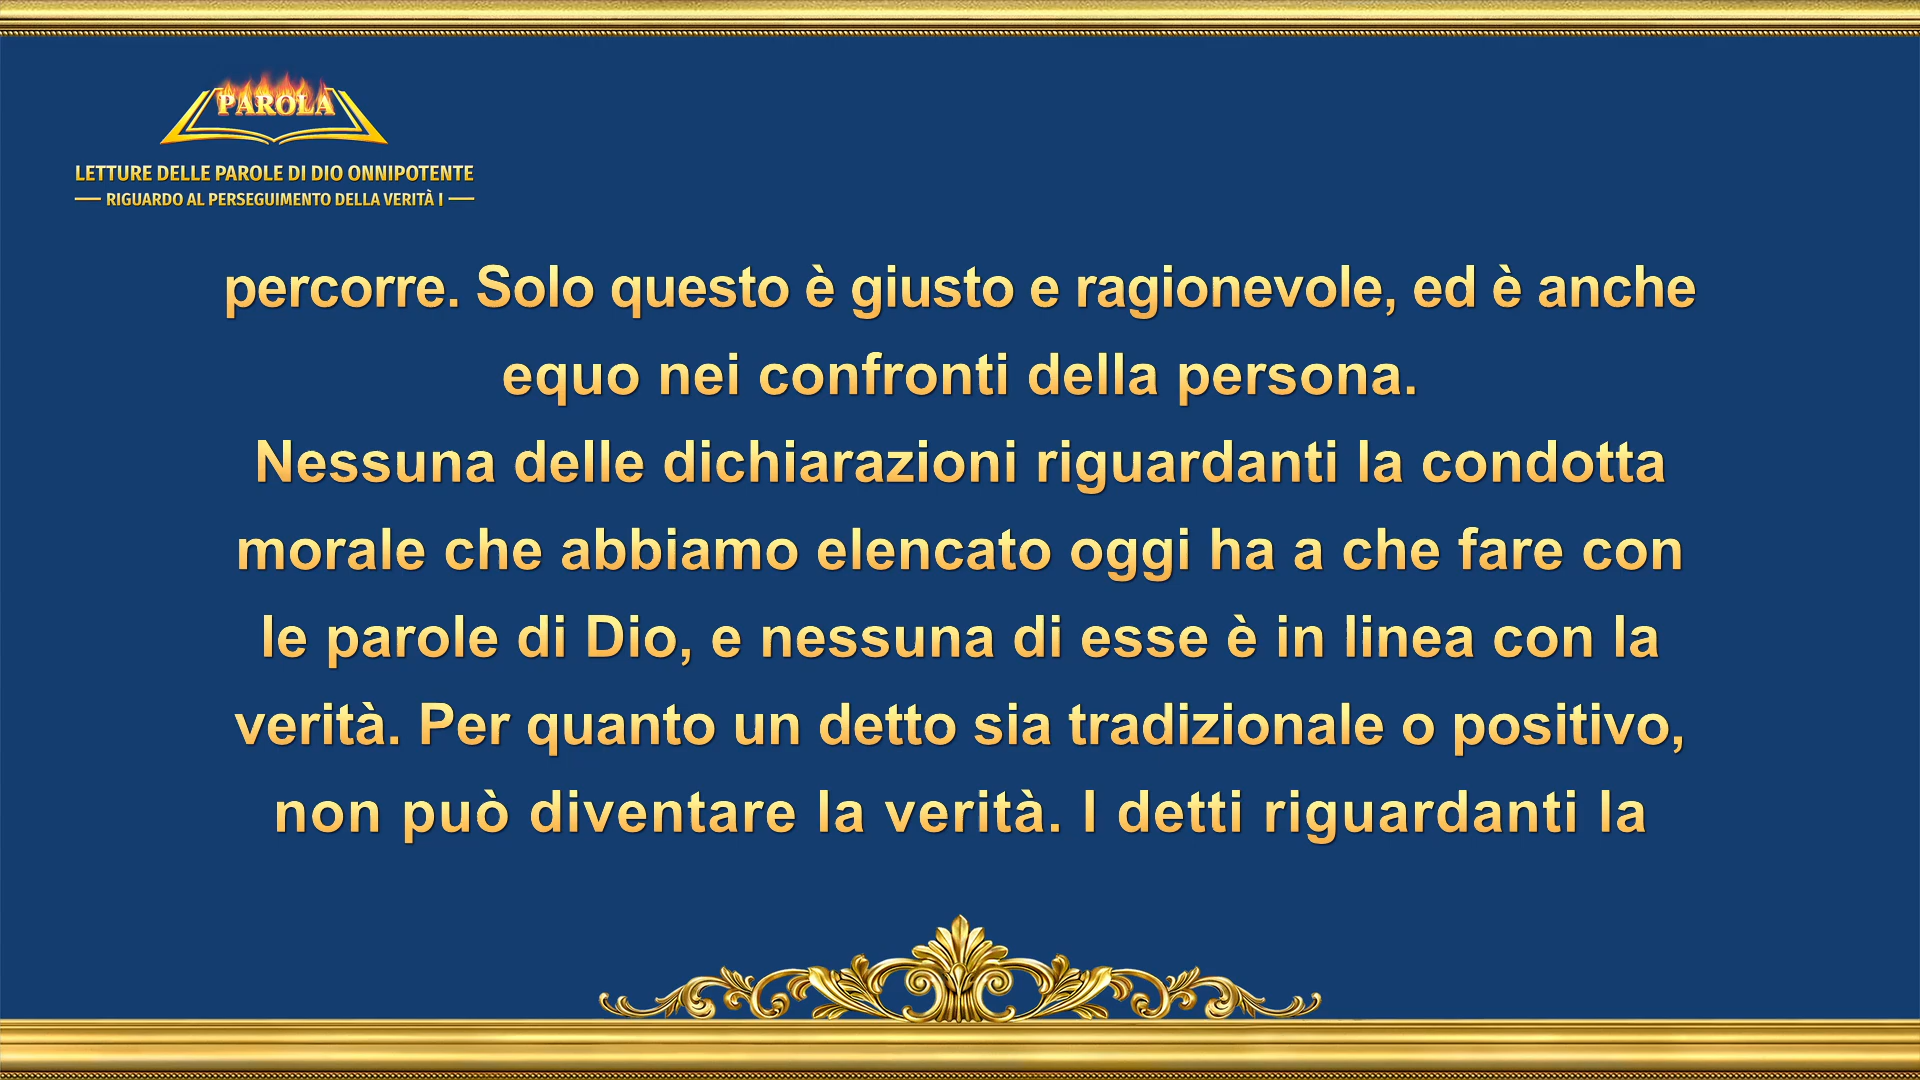 PAROLA
LETTURE DELLE PAROLE DI DIO ONNIPOTENTE
RIGUARDO AL PERSEGUIMENTO DELLA VERITÀ I
percorre. Solo questo è giusto e ragionevole, ed è anche
equo nei confronti della persona.
Nessuna delle dichiarazioni riguardanti la condotta
morale che abbiamo elencato oggi ha a che fare con
le parole di Dio, e nessuna di esse è in linea con la
verità. Per quanto un detto sia tradizionale o positivo,
non può diventare la verità. I detti riguardanti la